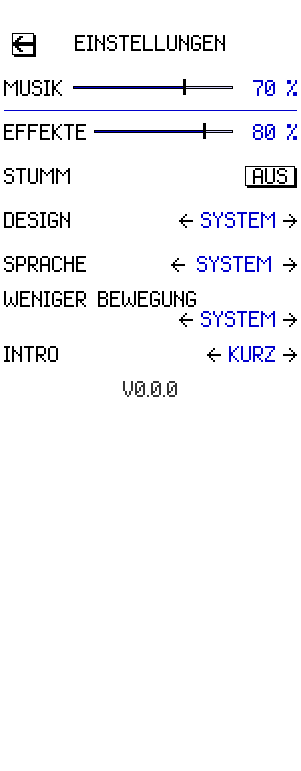 ← EINSTELLUNGEN
MUSIK 70 %
EFFEKTE 80 %
STUMM AUS
DESIGN ← SYSTEM →
SPRACHE ← SYSTEM →
WENIGER BEWEGUNG
← SYSTEM →
INTRO ← KURZ →
V0.0.0